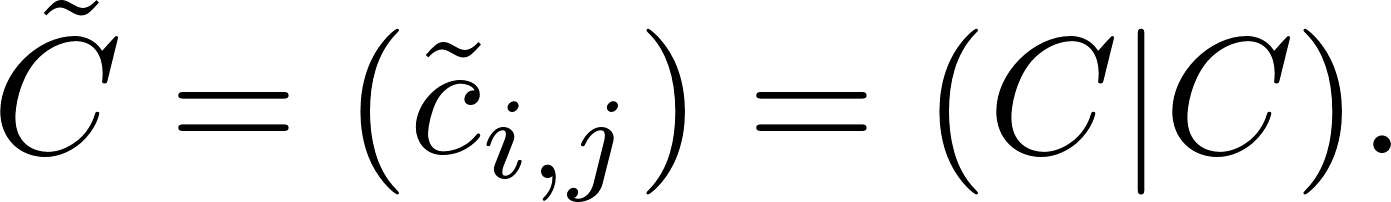 C̃ = (c̃_{i,j}) = (C|C).